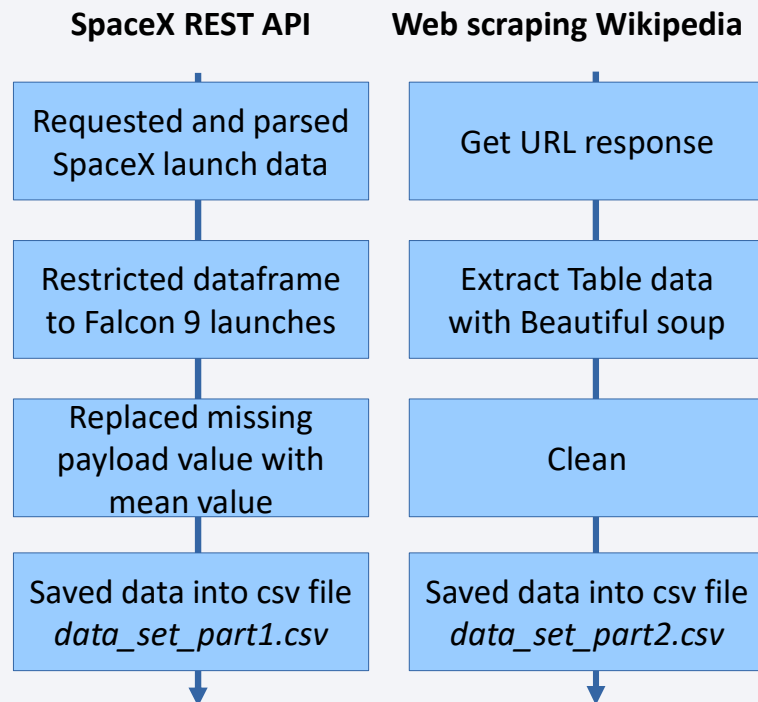 SpaceX REST API
Requested and parsed
SpaceX launch data
Restricted dataframe
to Falcon 9 launches
Replaced missing
payload value with
mean value
Saved data into csv file
data_set_part1.csv
Web scraping Wikipedia
Get URL response
Extract Table data
with Beautiful soup
Clean
Saved data into csv file
data_set_part2.csv